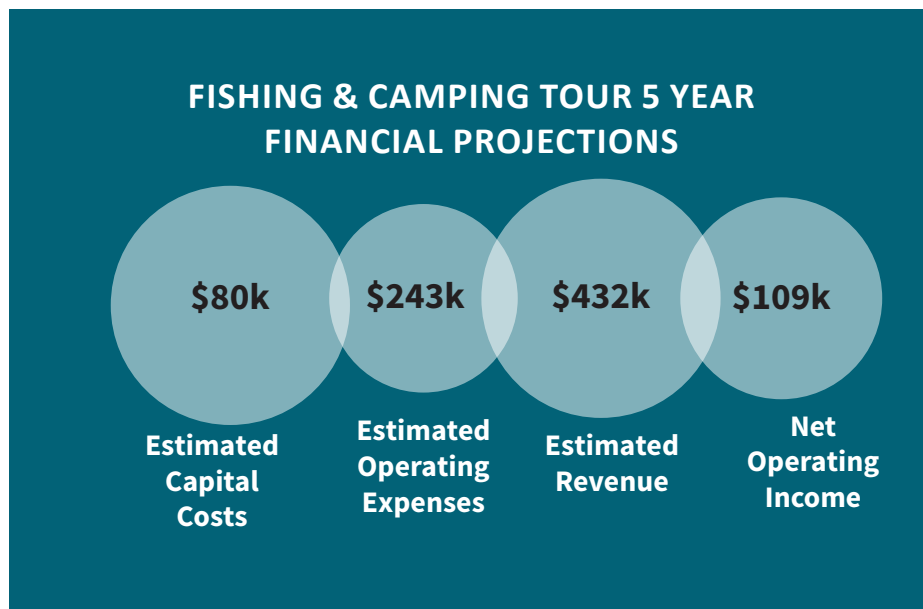 FISHING & CAMPING TOUR 5 YEAR
FINANCIAL PROJECTIONS
$80k
$243k
$432k
$109k
Estimated
Capital
Costs
Estimated
Operating
Expenses
Estimated
Revenue
Net
Operating
Income